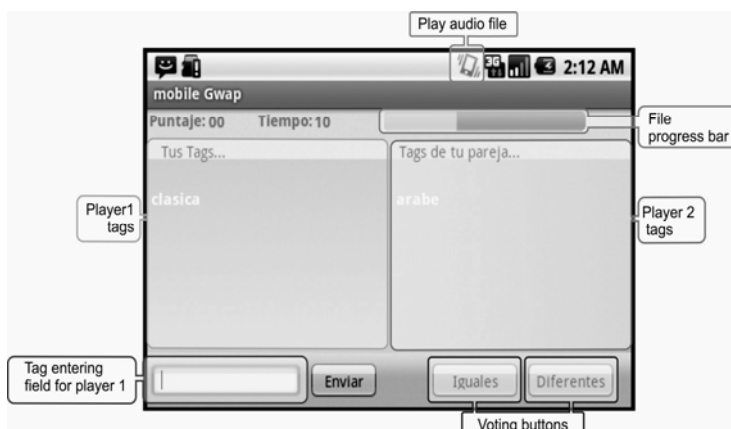 Play audio file
3G
2:12 AM
mobile Gwap
Puntaje: 00 Tiempo: 10
File
progress bar
Tus Tags...
Tags de tu pareja...
clasica
arabe
Player1
tags
Player 2
tags
Tag entering
field for player 1
Enviar
Iguales
Diferentes
Voting buttons